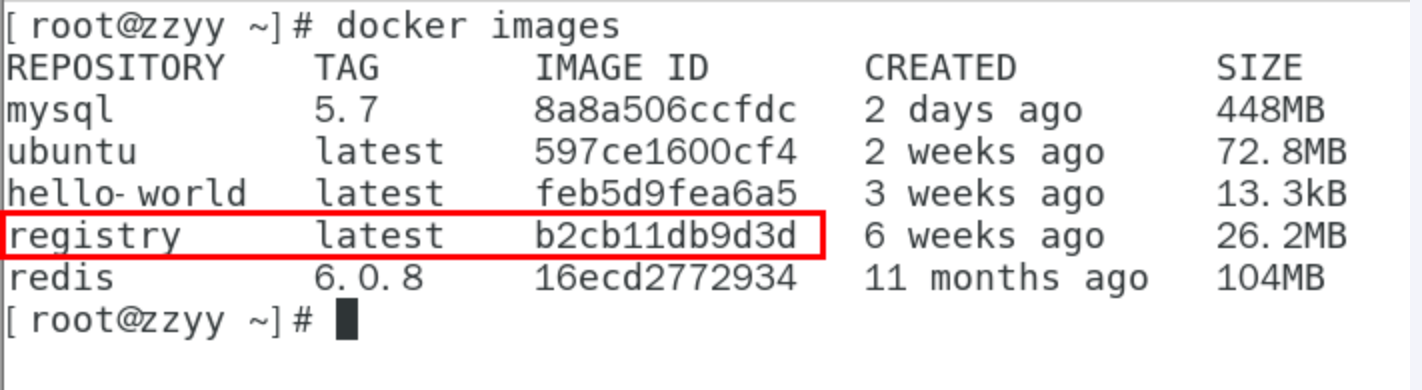 [root@zzyy ~]# docker images
REPOSITORY TAG IMAGE ID CREATED SIZE
mysql 5.7 8a8a506ccfdc 2 days ago 448MB
ubuntu latest 597ce1600cf4 2 weeks ago 72.8MB
hello-world latest feb5d9fea6a5 3 weeks ago 13.3kB
registry latest b2cb11db9d3d 6 weeks ago 26.2MB
redis 6.0.8 16ecd2772934 11 months ago 104MB
[root@zzyy ~]#